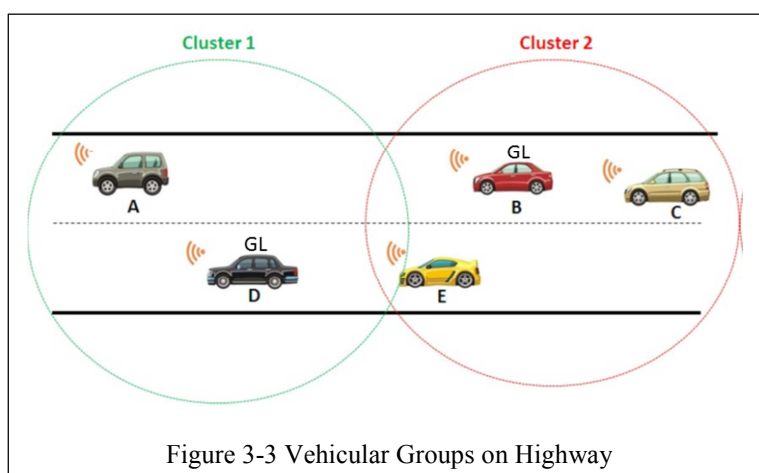 Cluster 1
Cluster 2
GL
A
B
C
GL
D
E
Figure 3-3 Vehicular Groups on Highway